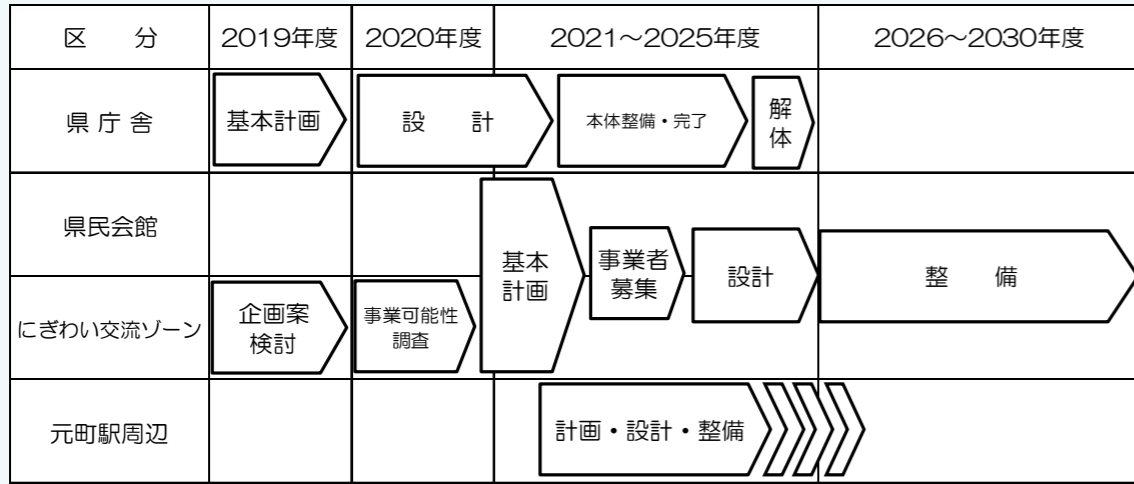 区　分
2019年度
2020年度
2021～2025年度
2026～2030年度
県庁舎
基本計画
設　計
本体整備・完了
解
体
県民会館
基本
計画
事業者
募集
設計
整　備
にぎわい交流ゾーン
企画案
検討
事業可能性
調査
元町駅周辺
計画・設計・整備